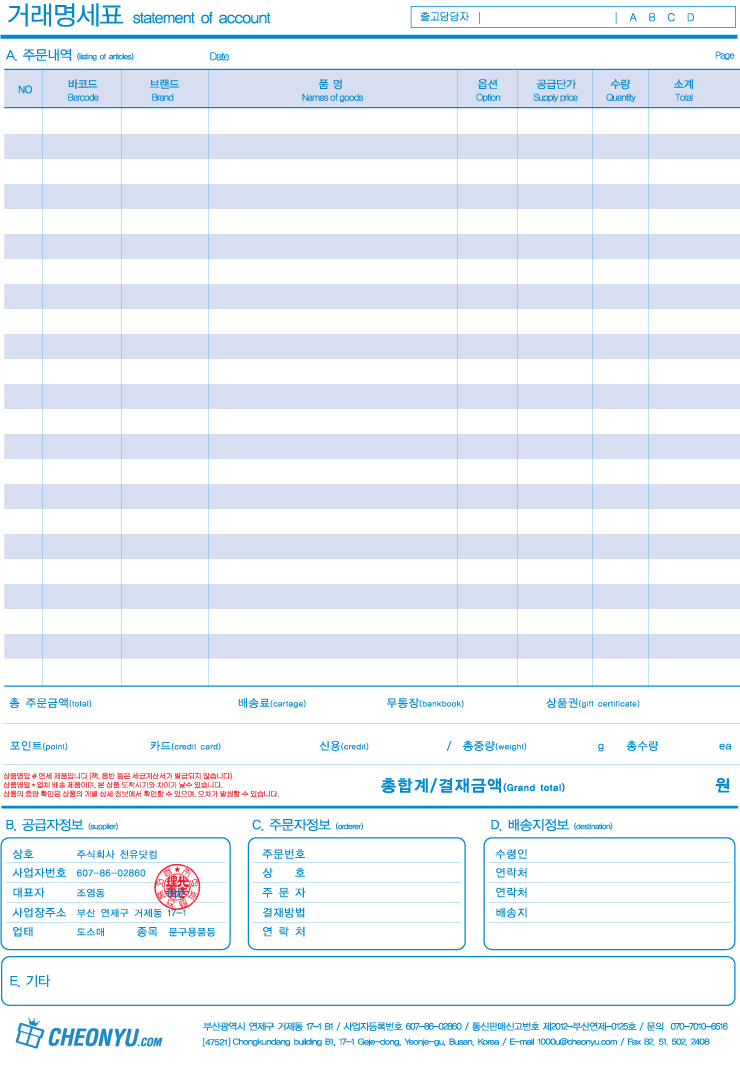 거래명세표 statement of account
출고담당자 | | A B C D
A. 주문내역 (listing of articles) Date Page
NO 바코드 브랜드 품 명 옵션 공급단가 수량 소계
Barcode Brand Names of goods Option Supply price Quantity Total
총 주문금액(total) 배송료(cartage) 무통장(bankbook) 상품권(gift certificate)
포인트(point) 카드(credit card) 신용(credil) / 총중량(weight) g 총수량 ea
상품명앞 # 면세 제품입니다 (책, 음반 등은 세금계산서가 발급되지 않습니다)
상품명앞 * 업체 배송 제품이며, 본 상품 도착시기와 차이가 날수 있습니다.
상품의 중량 확인은 상품의 개별 상세 정보에서 확인할 수 있으며, 오차가 발생할 수 있습니다.
총합계/결재금액(Grand total) 원
B. 공급자정보 (supplier)
상호 주식회사 천유닷컴
사업자번호 607-86-02860
대표자 조영동
사업장주소 부산 연제구 거제동 17-1
업태 도소매 종목 문구용품등
C. 주문자정보 (orderer)
주문번호
상 호
주 문 자
결재방법
연 락 처
D. 배송지정보 (destination)
수령인
연락처
연락처
배송지
E. 기타
CHEONYU.COM
부산광역시 연제구 거제동 17-1 B1 / 사업자등록번호 607-86-02860 / 통신판매신고번호 제2012-부산연제-0125호 / 문의 070-7010-6516
[47521] Chongkundang building B1, 17-1 Geje-dong, Yeonje-gu, Busan, Korea / E-mail 1000u@cheonyu.com / Fax 82. 51. 502. 2408